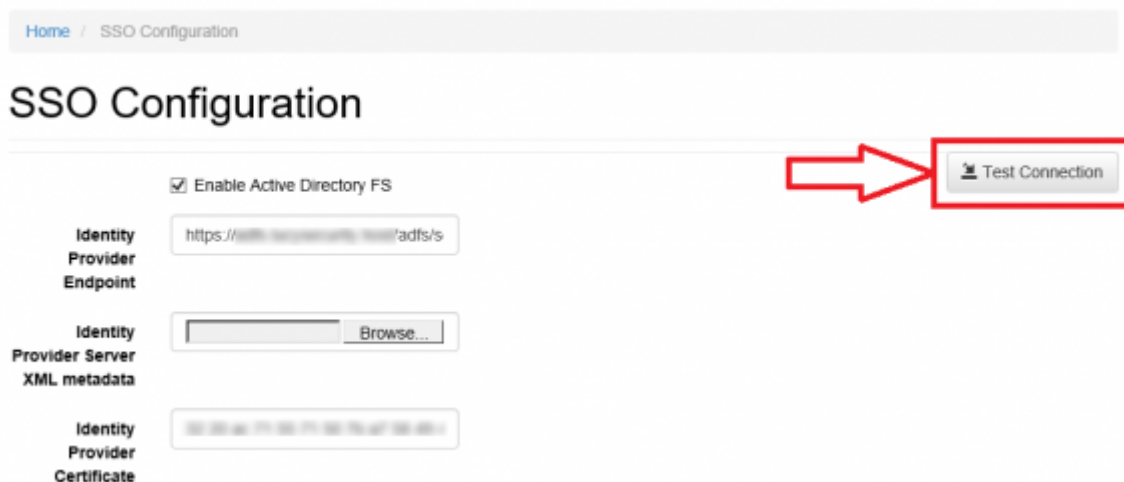 Home / SSO Configuration
SSO Configuration
Test Connection
Enable Active Directory FS
Identity
Provider
Endpoint
https:// /adfs/s
Identity
Provider Server
XML metadata
Browse...
Identity
Provider
Certificate